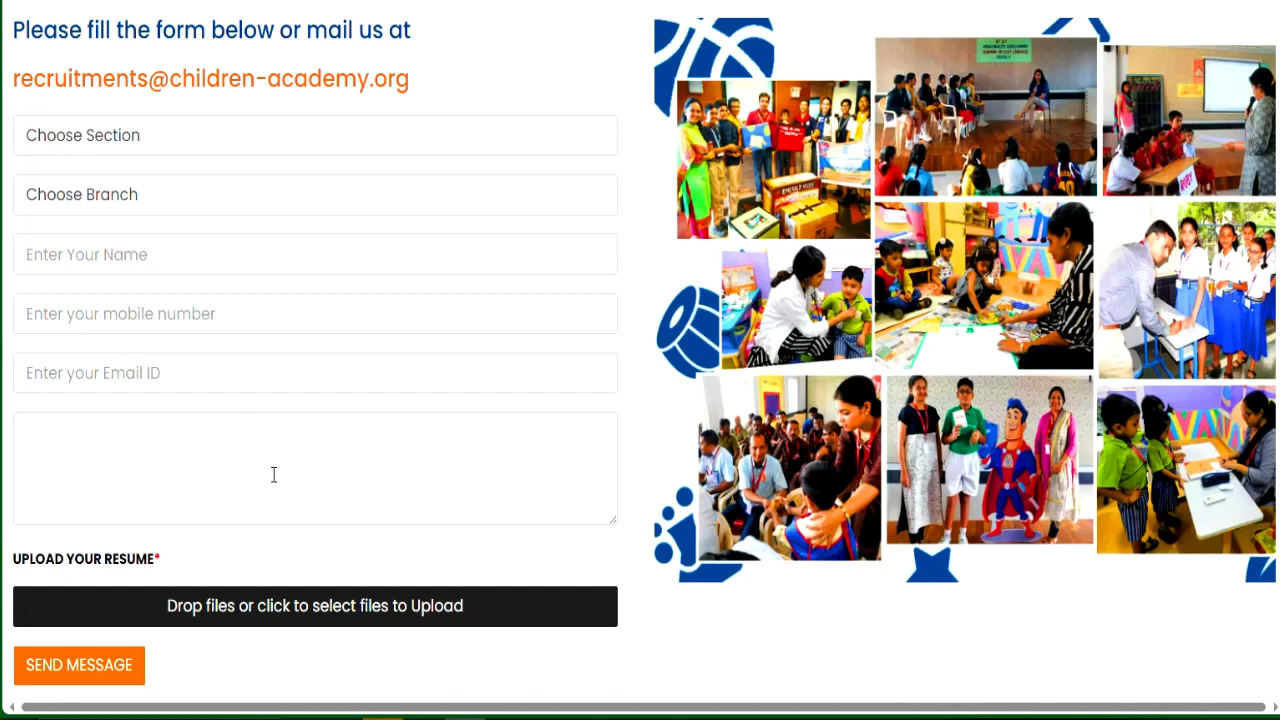 Please fill the form below or mail us at
recruitments@children-academy.org
Choose Section
Choose Branch
Enter Your Name
Enter your mobile number
Enter your Email ID
UPLOAD YOUR RESUME*
Drop files or click to select files to Upload
SEND MESSAGE